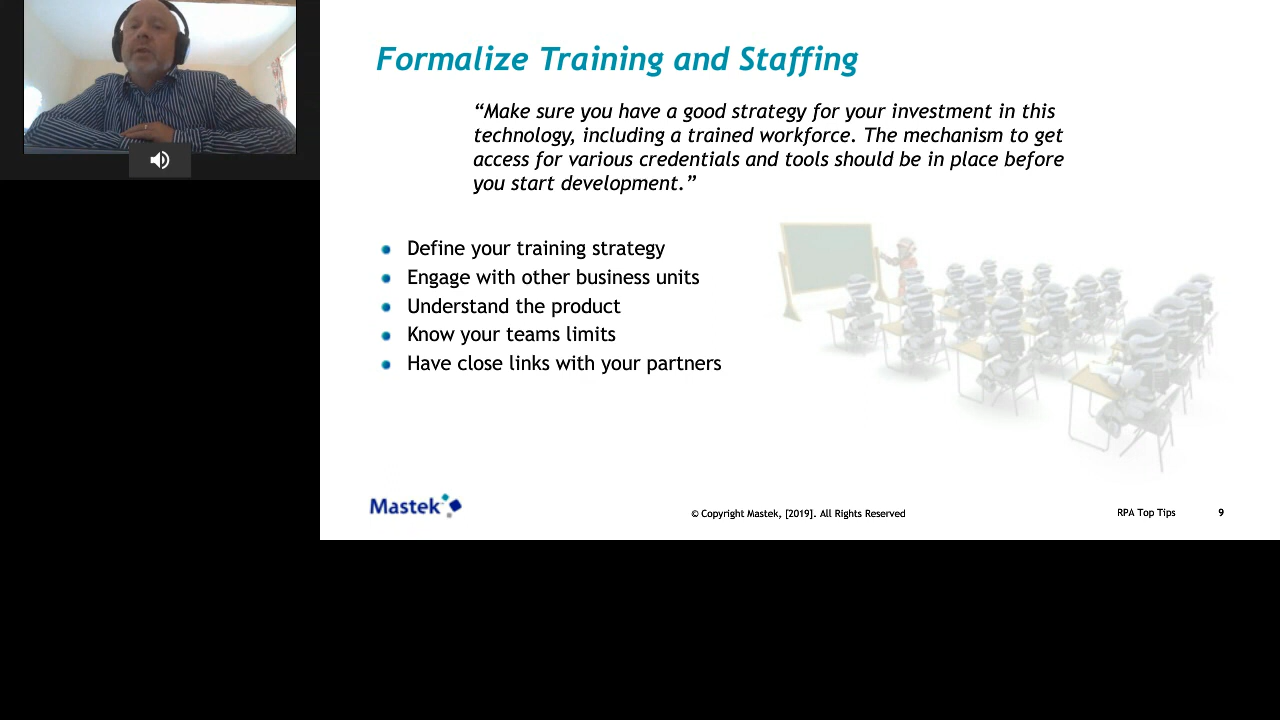 Formalize Training and Staffing
“Make sure you have a good strategy for your investment in this
technology, including a trained workforce. The mechanism to get
access for various credentials and tools should be in place before
you start development.”
Define your training strategy
Engage with other business units
Understand the product
Know your teams limits
Have close links with your partners
Mastek
© Copyright Mastek, [2019]. All Rights Reserved
RPA Top Tips
9